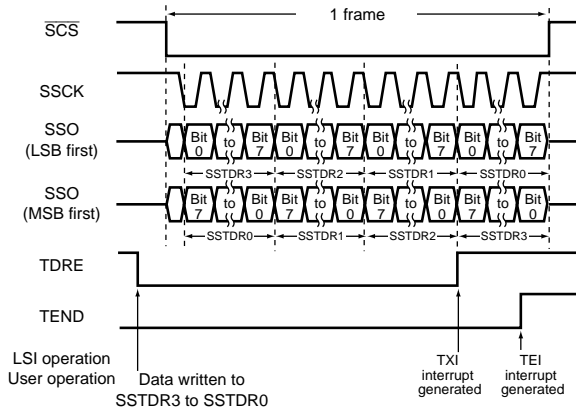 1 frame
SCS
SSCK
SSO
(LSB first)
Bit 0 to Bit 7 Bit 0 to Bit 7 Bit 0 to Bit 7 Bit 0 to Bit 7
SSTDR3 SSTDR2 SSTDR1 SSTDR0
SSO
(MSB first)
Bit 7 to Bit 0 Bit 7 to Bit 0 Bit 7 to Bit 0 Bit 7 to Bit 0
SSTDR0 SSTDR1 SSTDR2 SSTDR3
TDRE
TEND
LSI operation
User operation
Data written to
SSTDR3 to SSTDR0
TXI
interrupt
generated
TEI
interrupt
generated